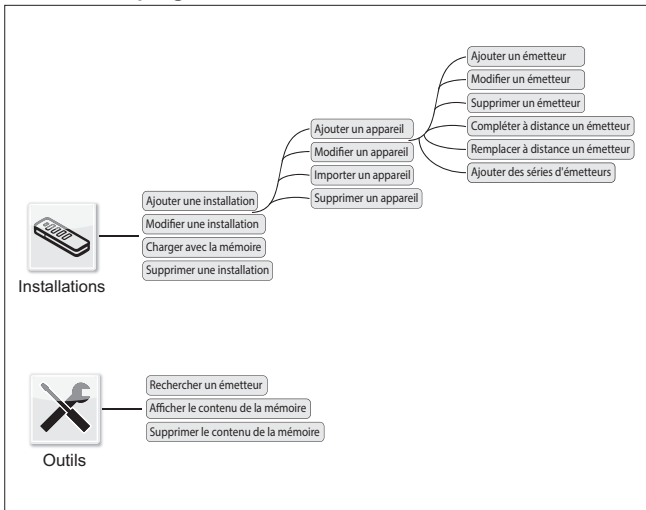 Ajouter un émetteur
Modifier un émetteur
Supprimer un émetteur
Compléter à distance un émetteur
Remplacer à distance un émetteur
Ajouter des séries d'émetteurs
Ajouter un appareil
Modifier un appareil
Importer un appareil
Supprimer un appareil
Ajouter une installation
Modifier une installation
Charger avec la mémoire
Supprimer une installation
Installations
Rechercher un émetteur
Afficher le contenu de la mémoire
Supprimer le contenu de la mémoire
Outils